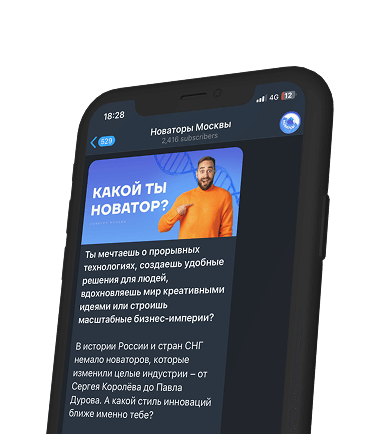 18:28
4G 12
529
Новаторы Москвы
2,416 subscribers
КАКОЙ ТЫ
НОВАТОР?
Ты мечтаешь о прорывных
технологиях, создаешь удобные
решения для людей,
вдохновляешь мир креативными
идеями или строишь
масштабные бизнес-империи?
В истории России и стран СНГ
немало новаторов, которые
изменили целые индустрии – от
Сергея Королёва до Павла
Дурова. А какой стиль инноваций
ближе именно тебе?